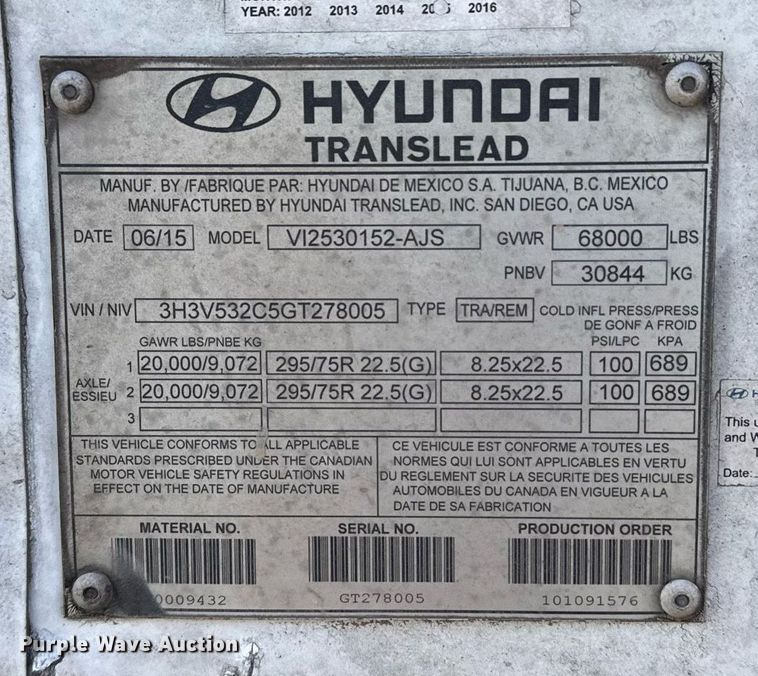 YEAR: 2012 2013 2014 2016
HYUNDAI
TRANSLEAD
MANUF. BY /FABRIQUE PAR: HYUNDAI DE MEXICO S.A. TIJUANA, B.C. MEXICO
MANUFACTURED BY HYUNDAI TRANSLEAD, INC. SAN DIEGO, CA USA
DATE 06/15 MODEL VI2530152-AJS GVWR 68000 LBS
PNBV 30844 KG
VIN / NIV 3H3V532C5GT278005 TYPE TRA/REM COLD INFL PRESS/PRESS
DE GONF A FROID
GAWR LBS/PNBE KG PSI/LPC KPA
1 20,000/9,072 295/75R 22.5(G) 8.25x22.5 100 689
AXLE/
ESSIEU 2 20,000/9,072 295/75R 22.5(G) 8.25x22.5 100 689
3
THIS VEHICLE CONFORMS TO ALL APPLICABLE
STANDARDS PRESCRIBED UNDER THE CANADIAN
MOTOR VEHICLE SAFETY REGULATIONS IN
EFFECT ON THE DATE OF MANUFACTURE
CE VEHICULE EST CONFORME A TOUTES LES
NORMES QUI LUI SONT APPLICABLES EN VERTU
DU REGLEMENT SUR LA SECURITE DES VEHICULES
AUTOMOBILES DU CANADA EN VIGUEUR A LA
DATE DE SA FABRICATION
MATERIAL NO. SERIAL NO. PRODUCTION ORDER
0009432 GT278005 101091576
This u
and W
Date:
Purple Wave Auction